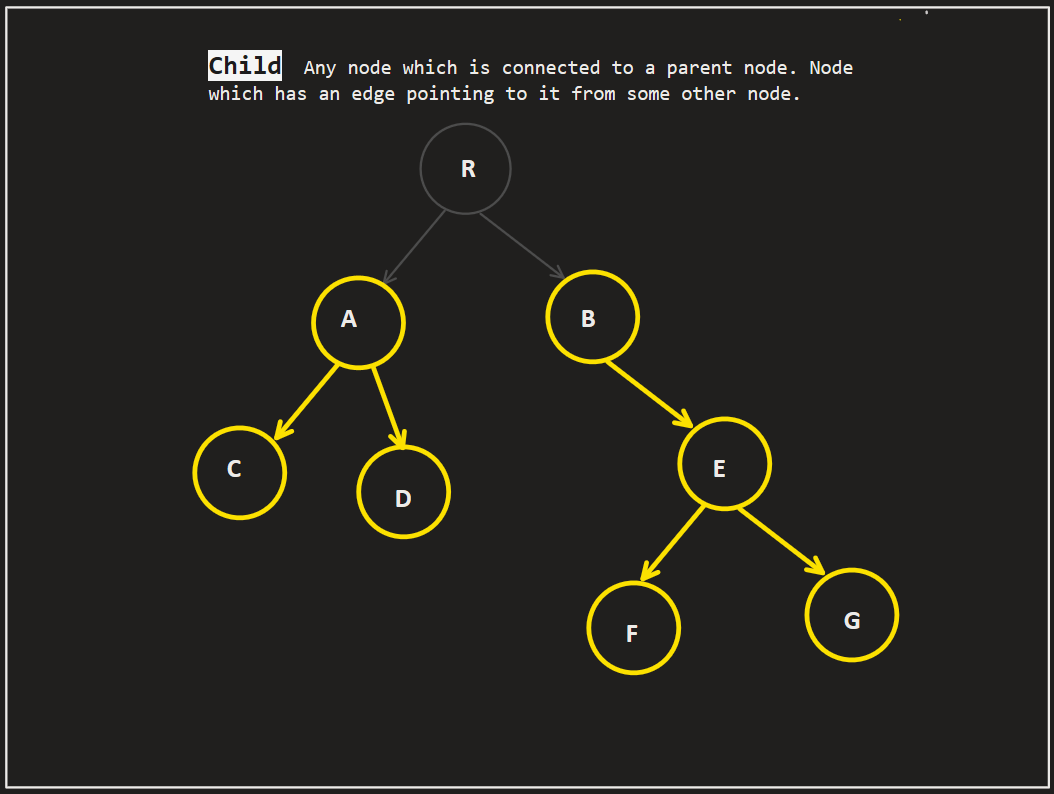 Child Any node which is connected to a parent node. Node
which has an edge pointing to it from some other node.
R
A
B
C
D
E
F
G